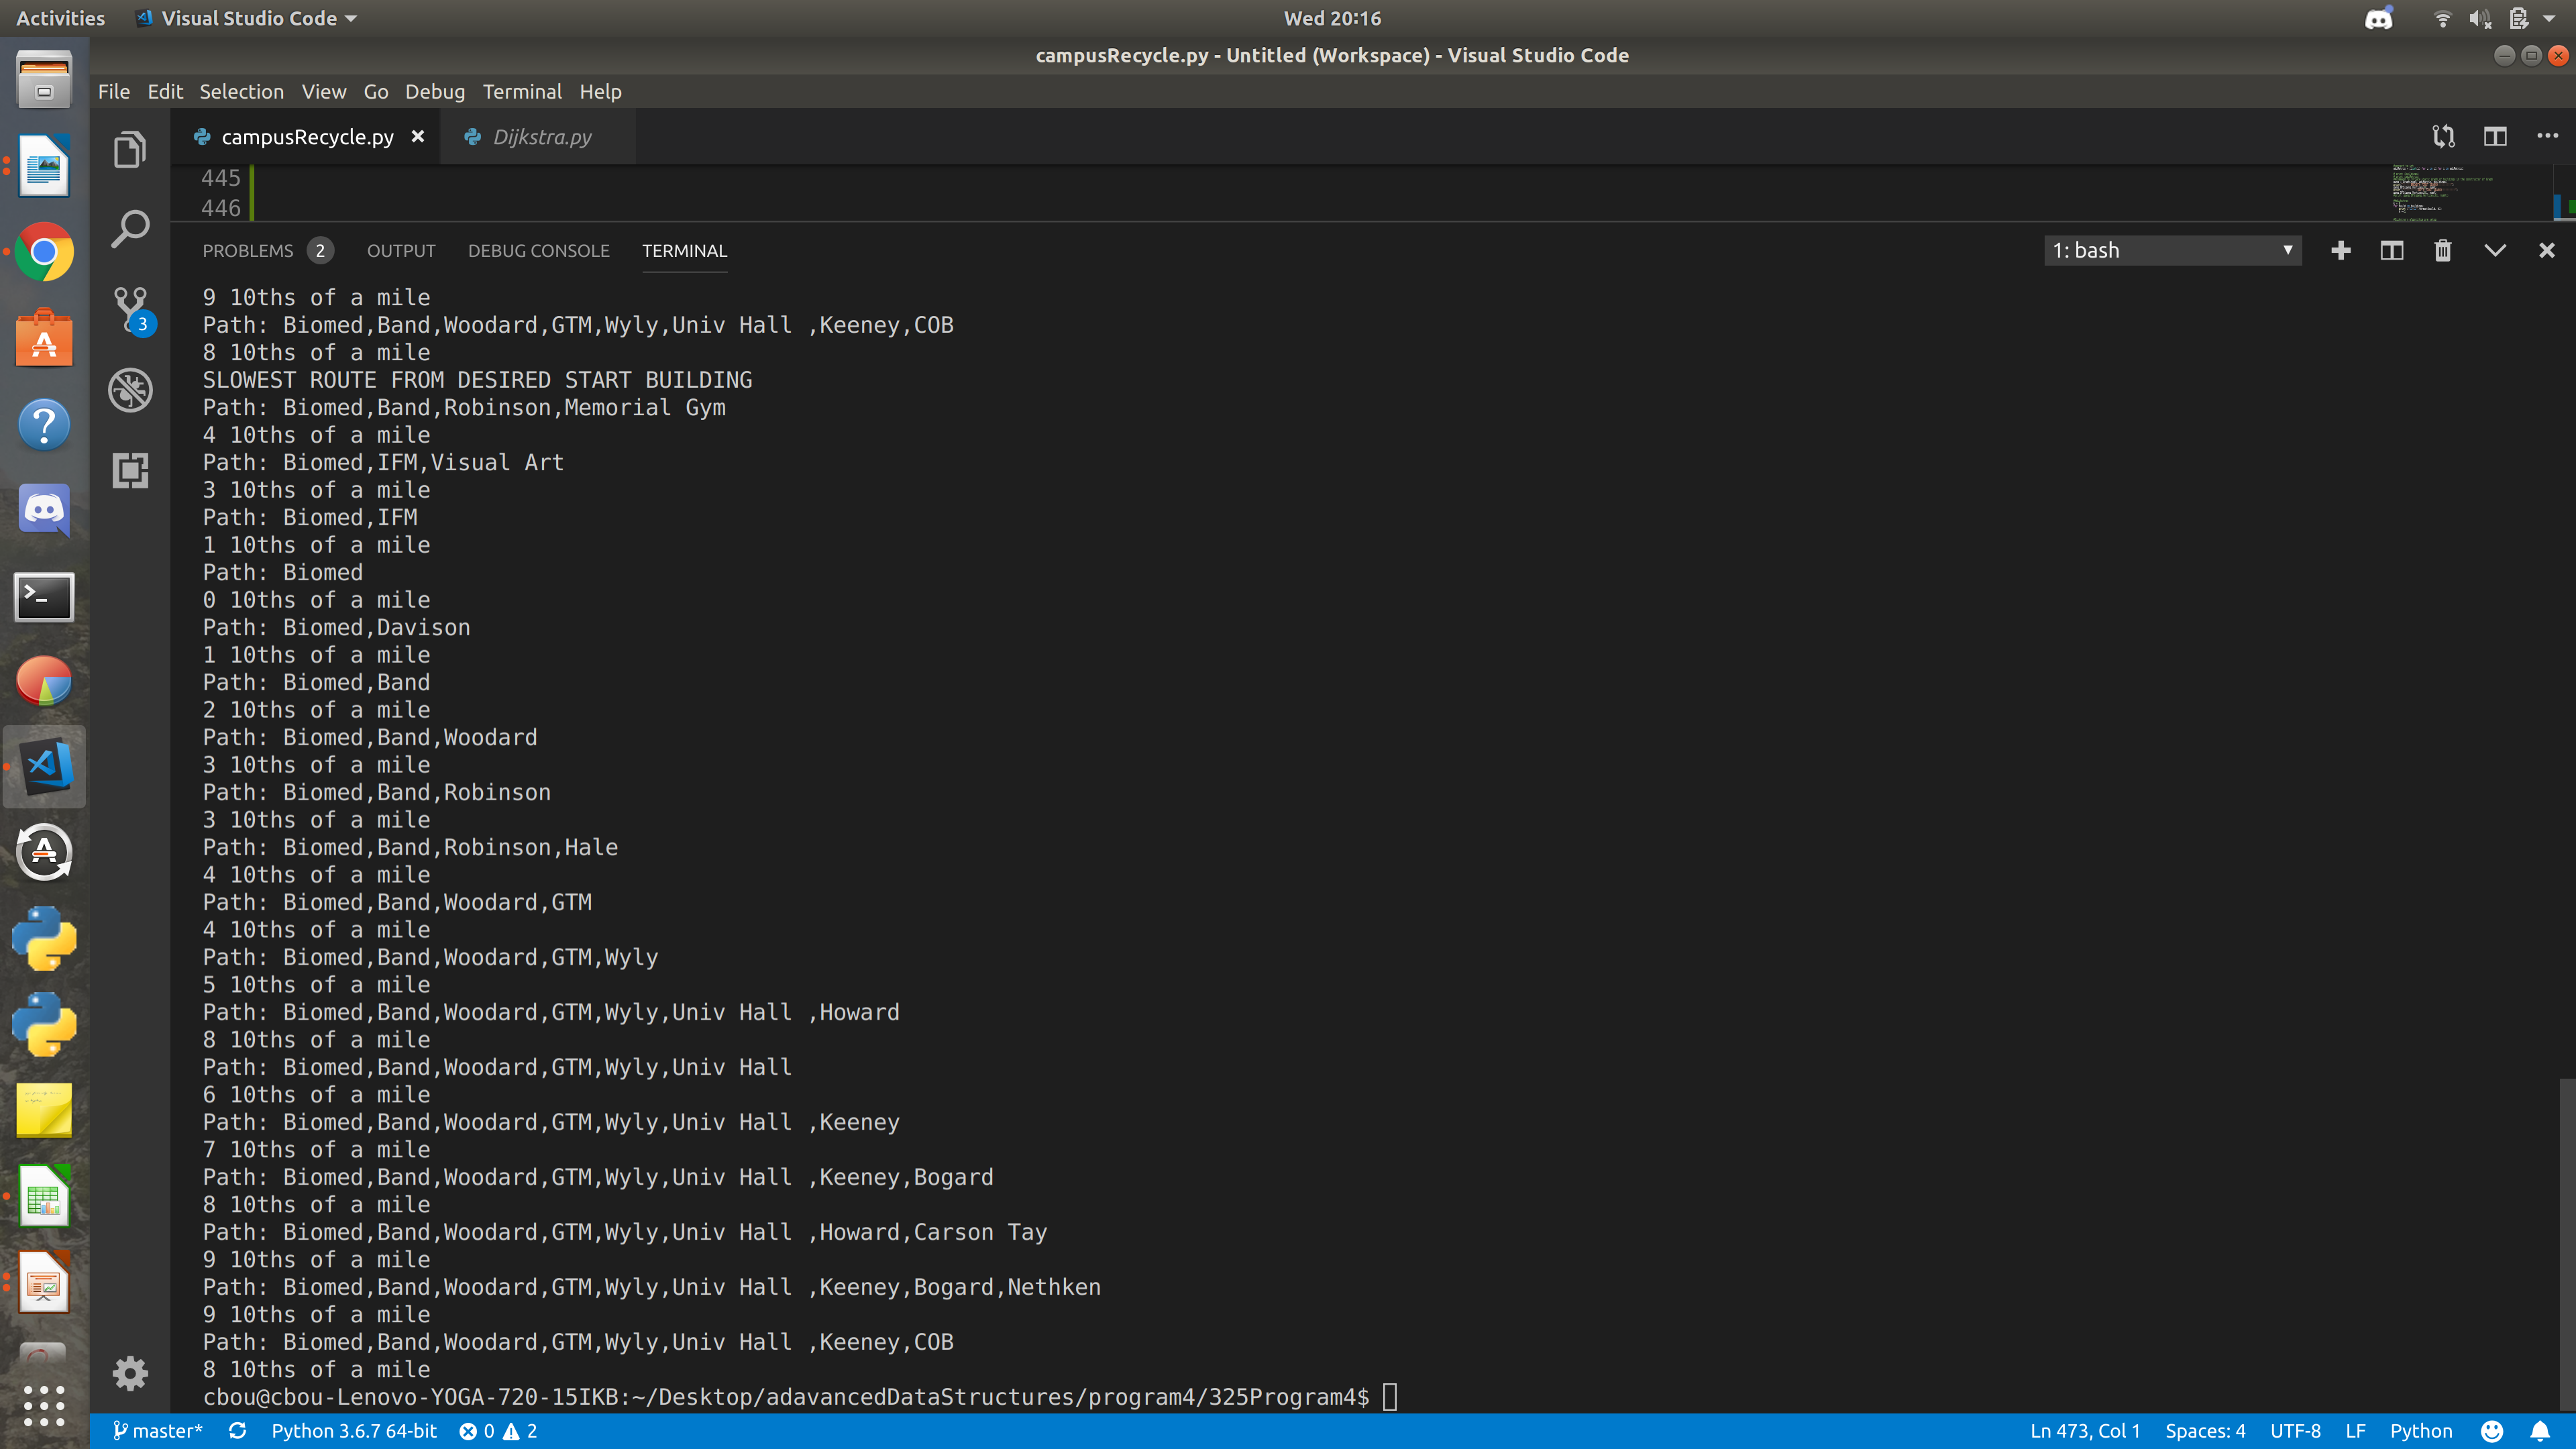 Activities Visual Studio Code Wed 20:16
campusRecycle.py - Untitled (Workspace) - Visual Studio Code
File Edit Selection View Go Debug Terminal Help
campusRecycle.py Dijkstra.py
445
446
PROBLEMS 2 OUTPUT DEBUG CONSOLE TERMINAL 1: bash
9 10ths of a mile
Path: Biomed,Band,Woodard,GTM,Wyly,Univ Hall ,Keeney,COB
8 10ths of a mile
SLOWEST ROUTE FROM DESIRED START BUILDING
Path: Biomed,Band,Robinson,Memorial Gym
4 10ths of a mile
Path: Biomed,IFM,Visual Art
3 10ths of a mile
Path: Biomed,IFM
1 10ths of a mile
Path: Biomed
0 10ths of a mile
Path: Biomed,Davison
1 10ths of a mile
Path: Biomed,Band
2 10ths of a mile
Path: Biomed,Band,Woodard
3 10ths of a mile
Path: Biomed,Band,Robinson
3 10ths of a mile
Path: Biomed,Band,Robinson,Hale
4 10ths of a mile
Path: Biomed,Band,Woodard,GTM
4 10ths of a mile
Path: Biomed,Band,Woodard,GTM,Wyly
5 10ths of a mile
Path: Biomed,Band,Woodard,GTM,Wyly,Univ Hall ,Howard
8 10ths of a mile
Path: Biomed,Band,Woodard,GTM,Wyly,Univ Hall
6 10ths of a mile
Path: Biomed,Band,Woodard,GTM,Wyly,Univ Hall ,Keeney
7 10ths of a mile
Path: Biomed,Band,Woodard,GTM,Wyly,Univ Hall ,Keeney,Bogard
8 10ths of a mile
Path: Biomed,Band,Woodard,GTM,Wyly,Univ Hall ,Howard,Carson Tay
9 10ths of a mile
Path: Biomed,Band,Woodard,GTM,Wyly,Univ Hall ,Keeney,Bogard,Nethken
9 10ths of a mile
Path: Biomed,Band,Woodard,GTM,Wyly,Univ Hall ,Keeney,COB
8 10ths of a mile
cbou@cbou-Lenovo-YOGA-720-15IKB:~/Desktop/adavancedDataStructures/program4/325Program4$
3
master* Python 3.6.7 64-bit 0 2 Ln 473, Col 1 Spaces: 4 UTF-8 LF Python